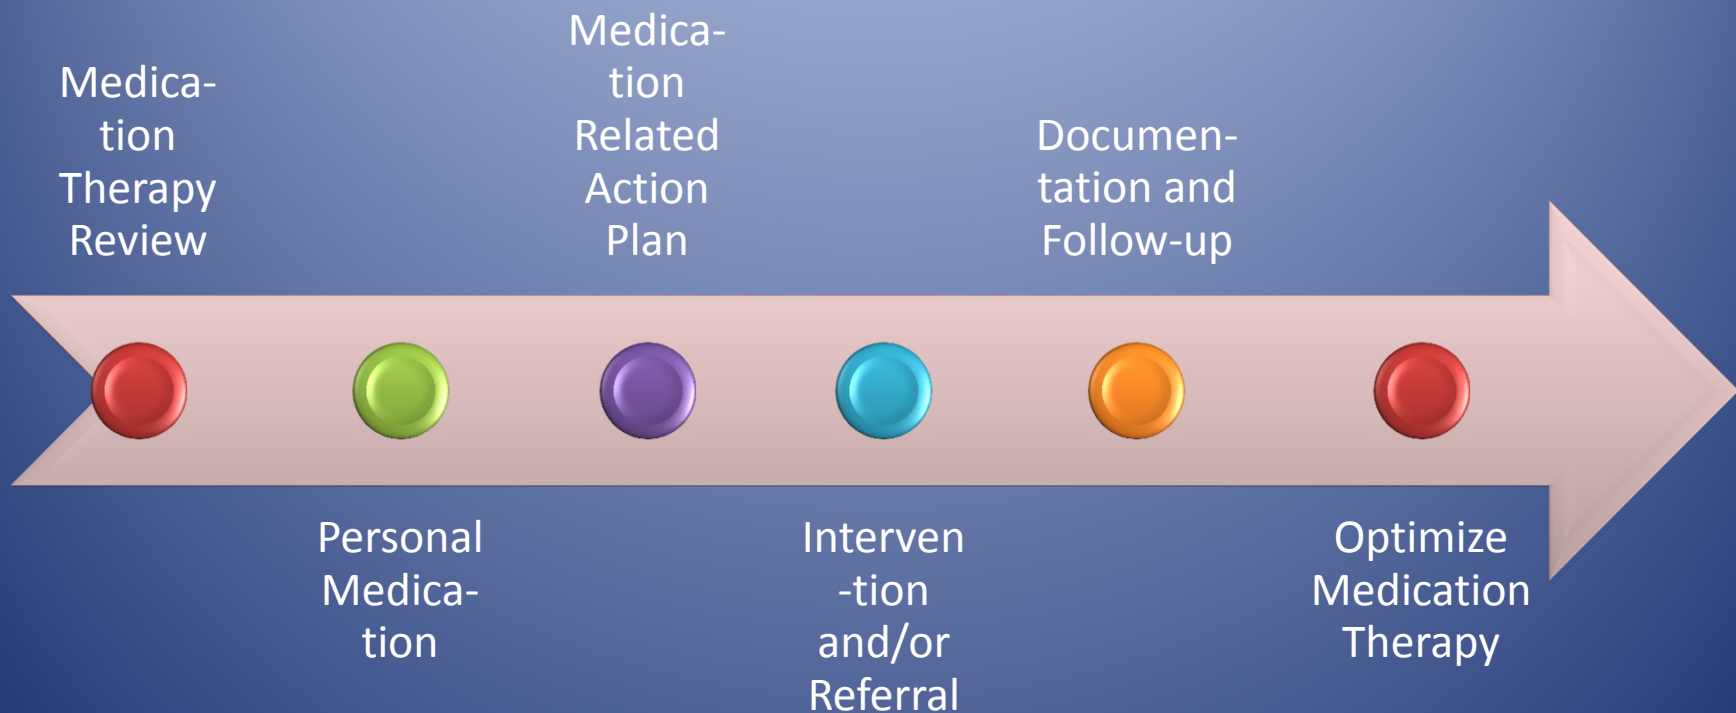 Medica-
tion
Therapy
Review
Personal
Medica-
tion
Medica-
tion
Related
Action
Plan
Interven
-tion
and/or
Referral
Documen-
tation and
Follow-up
Optimize
Medication
Therapy